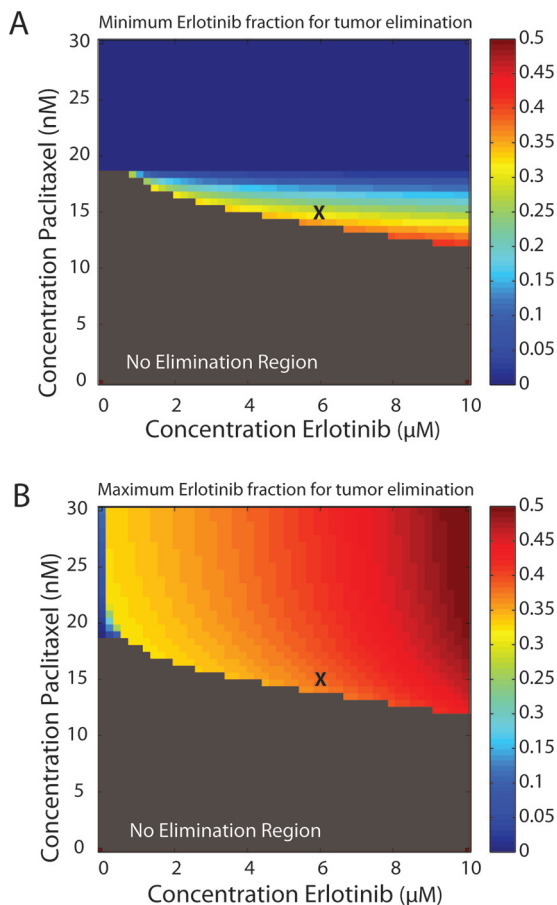 A
Minimum Erlotinib fraction for tumor elimination
Concentration Paclitaxel (nM)
30
25
20
15
10
5
0
X
No Elimination Region
0 2 4 6 8 10
Concentration Erlotinib (μM)
0.5
0.45
0.4
0.35
0.3
0.25
0.2
0.15
0.1
0.05
0
B
Maximum Erlotinib fraction for tumor elimination
Concentration Paclitaxel (nM)
30
25
20
15
10
5
0
X
No Elimination Region
0 2 4 6 8 10
Concentration Erlotinib (μM)
0.5
0.45
0.4
0.35
0.3
0.25
0.2
0.15
0.1
0.05
0